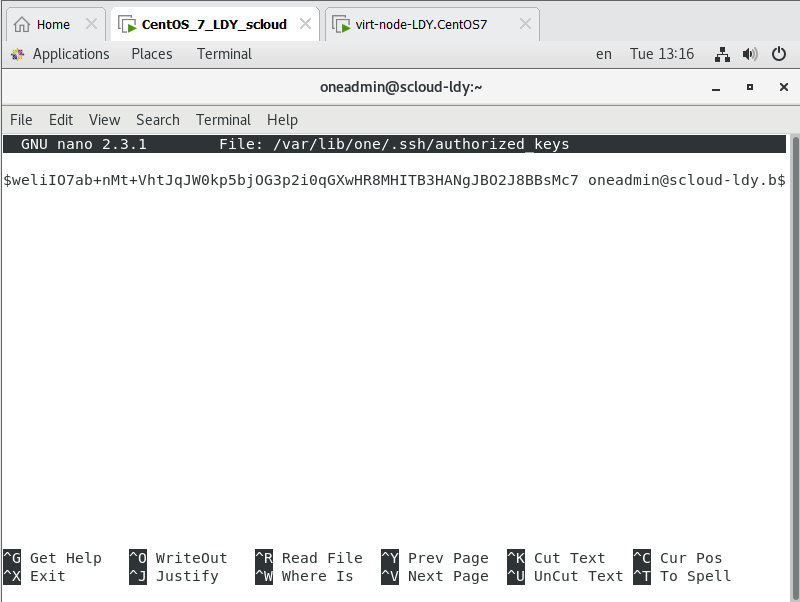 Home CentOS_7_LDY_scloud virt-node-LDY.CentOS7
Applications Places Terminal en Tue 13:16
oneadmin@scloud-ldy:~
File Edit View Search Terminal Help
GNU nano 2.3.1 File: /var/lib/one/.ssh/authorized_keys
$weliIO7ab+nMt+VhtJqJW0kp5bjOG3p2i0qGXwHR8MHITB3HANgJBO2J8BBsMc7 oneadmin@scloud-ldy.b$
^G Get Help ^O WriteOut ^R Read File ^Y Prev Page ^K Cut Text ^C Cur Pos
^X Exit ^J Justify ^W Where Is ^V Next Page ^U UnCut Text ^T To Spell